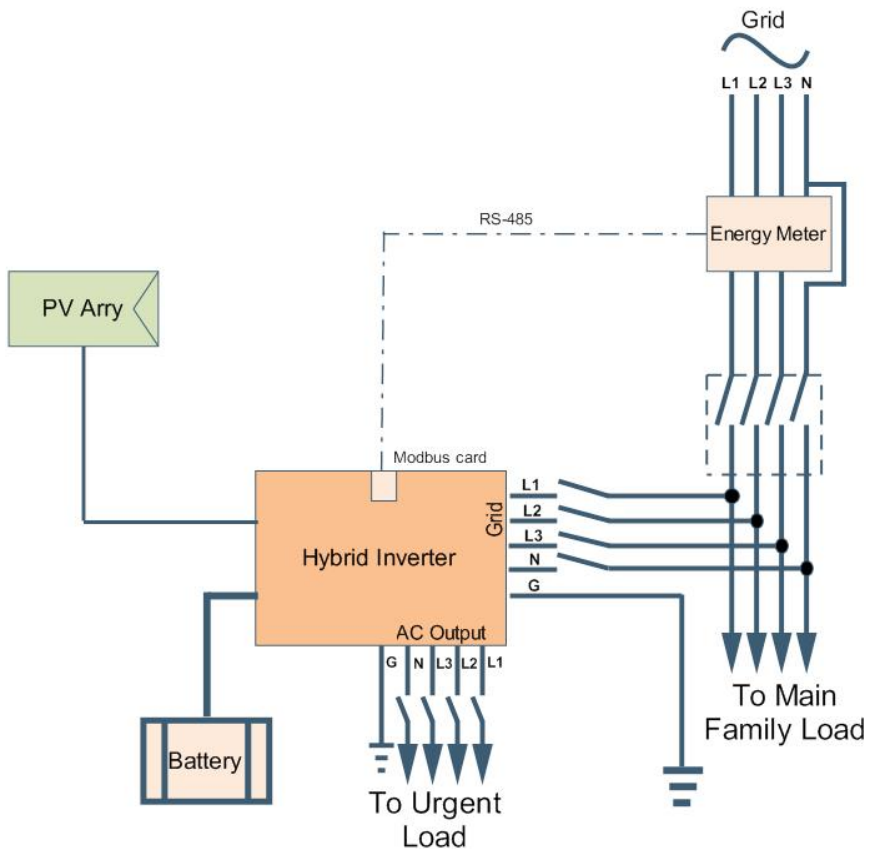 Grid
L1 L2 L3 N
RS-485
Energy Meter
PV Arry
Modbus card
Hybrid Inverter
Grid
L1
L2
L3
N
G
AC Output
G N L3 L2 L1
Battery
To Urgent
Load
To Main
Family Load